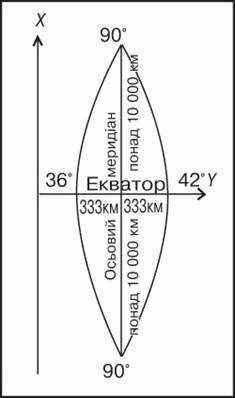 X
90°
Осьовий меридіан
понад 10 000 км
36°
Екватор
42°Y
333км
333км
понад 10 000 км
90°